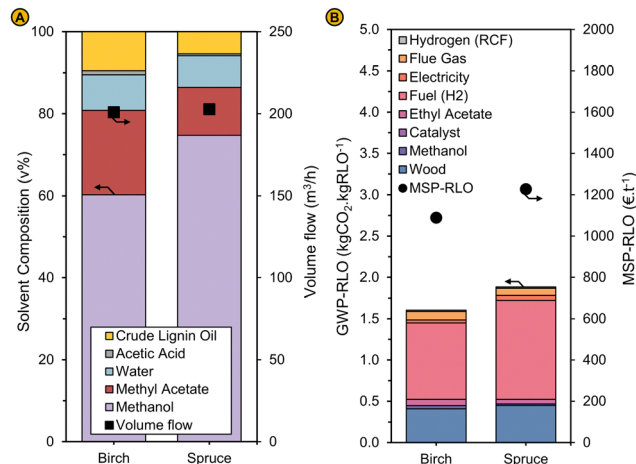 A
100
80
60
40
20
0
Solvent Composition (v%)
250
200
150
100
50
0
Volume flow (m³/h)
Crude Lignin Oil
Acetic Acid
Water
Methyl Acetate
Methanol
Volume flow
Birch
Spruce
B
5.0
4.5
4.0
3.5
3.0
2.5
2.0
1.5
1.0
0.5
0.0
GWP-RLO (kgCO₂.kgRLO⁻¹)
Hydrogen (RCF)
Flue Gas
Electricity
Fuel (H2)
Ethyl Acetate
Catalyst
Methanol
Wood
MSP-RLO
2000
1800
1600
1400
1200
1000
800
600
400
200
0
MSP-RLO (€.t⁻¹)
Birch
Spruce